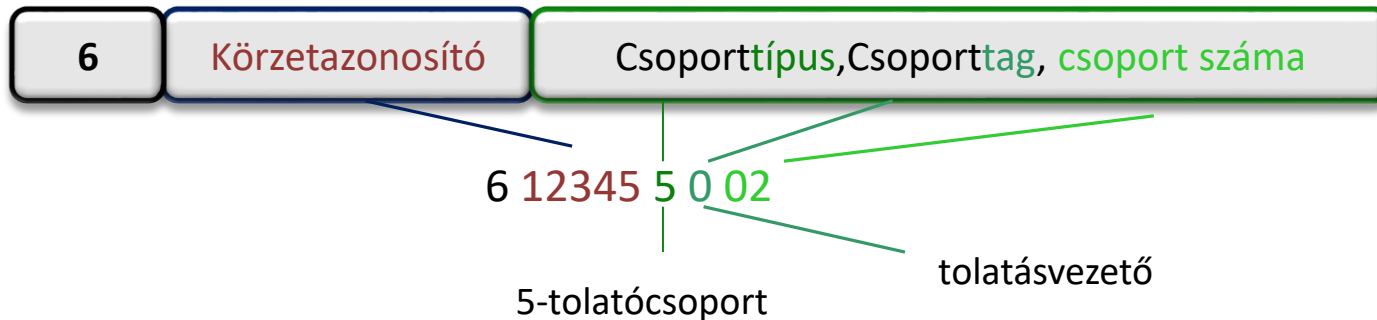 6 Körzetazonosító Csoporttípus,Csoporttag, csoport száma
6 12345 5 0 02
tolatásvezető
5-tolatócsoport